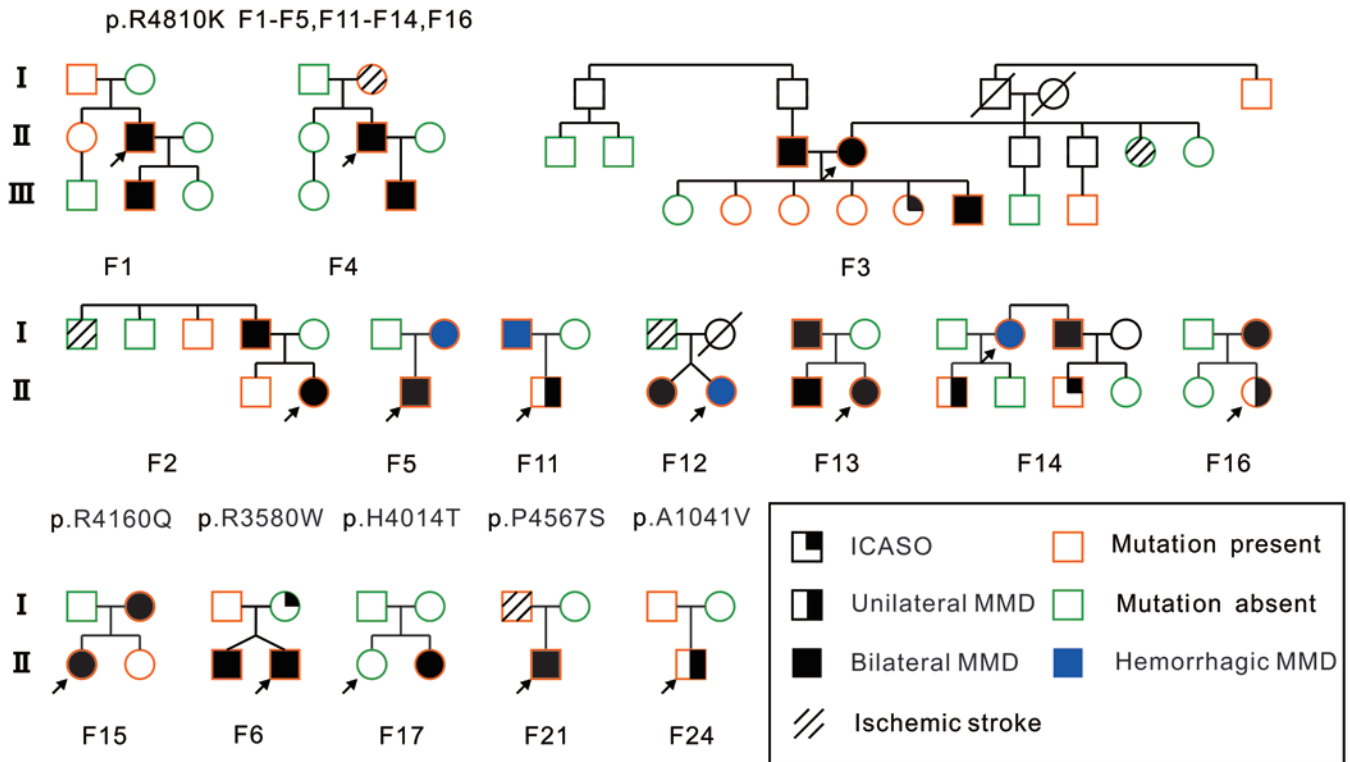 p.R4810K F1-F5,F11-F14,F16
I
II
III
F1 F4 F3
I
II
F2 F5 F11 F12 F13 F14 F16
p.R4160Q p.R3580W p.H4014T p.P4567S p.A1041V
I
II
F15 F6 F17 F21 F24
ICASO Mutation present
Unilateral MMD Mutation absent
Bilateral MMD Hemorrhagic MMD
Ischemic stroke